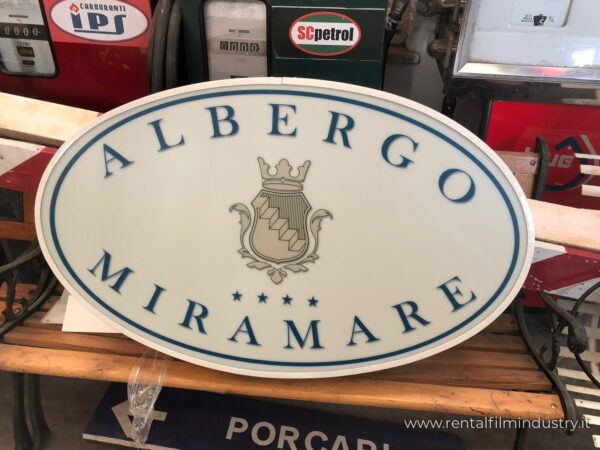 CARBURANTI
IPS
SCpetrol
ALBERGO
MIRAMARE
PORCARI
www.rentalfilmindustry.it